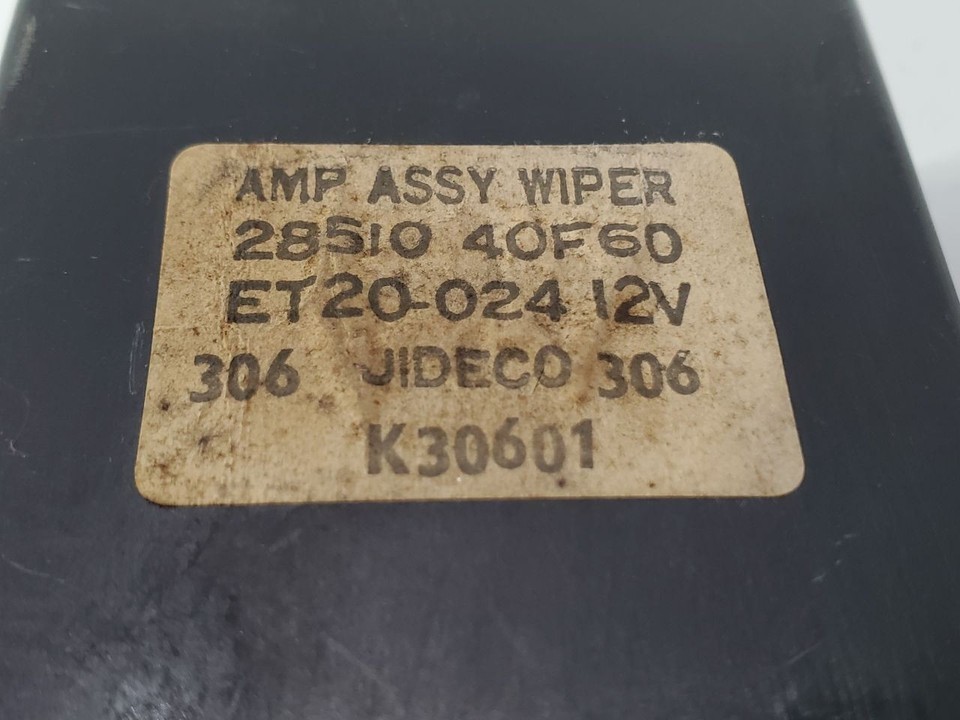 AMP ASSY WIPER
28510 40F60
ET20-024 12V
306 JIDECO 306
K30601